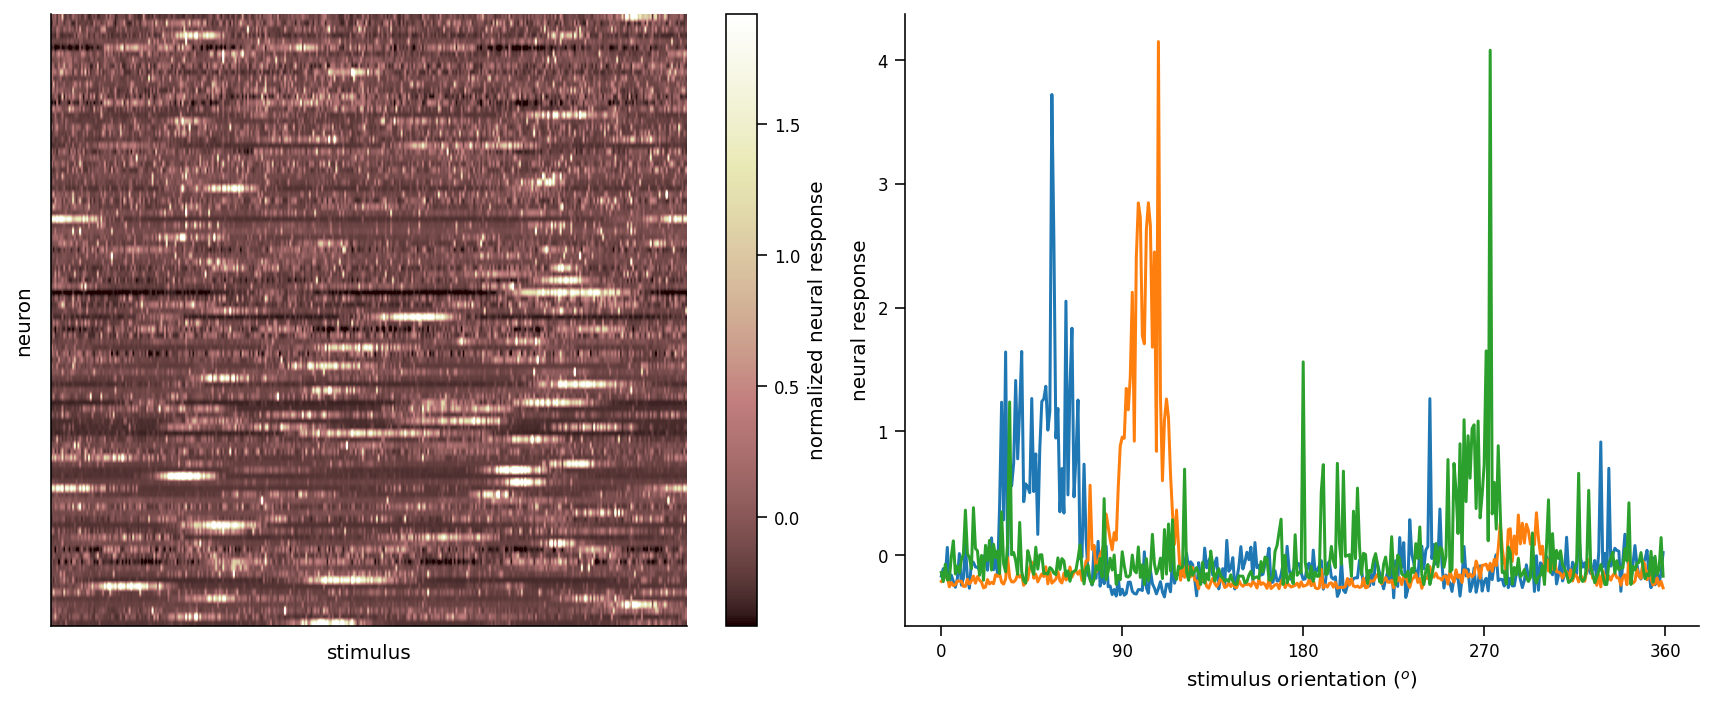 neuron
stimulus
1.5
1.0
0.5
0.0
normalized neural response
neural response
4
3
2
1
0
0 90 180 270 360
stimulus orientation (o)